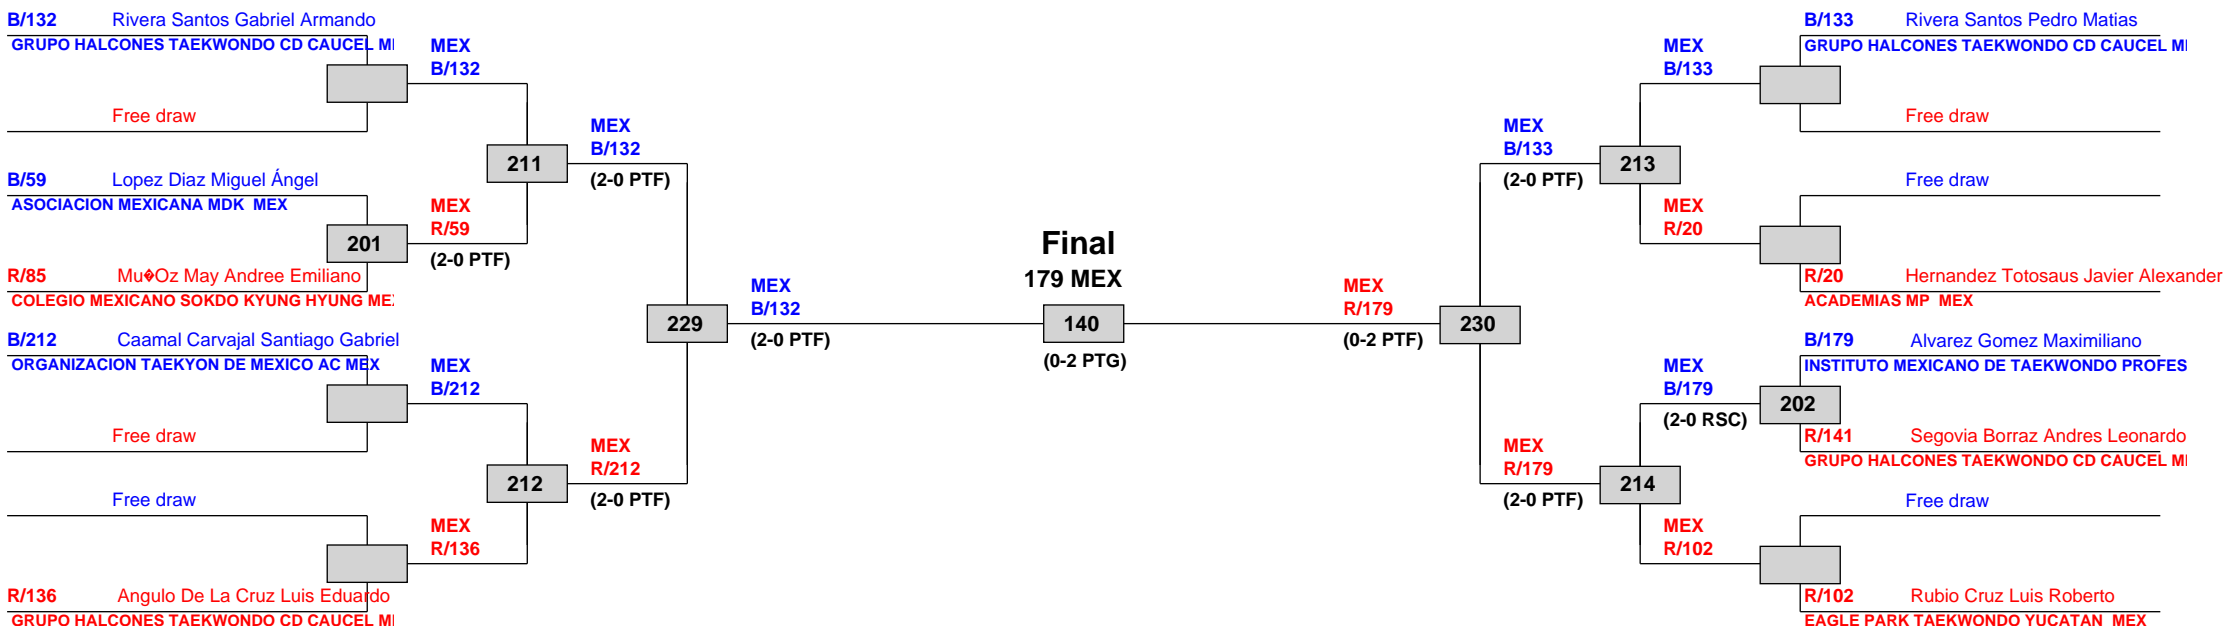 B/132 Rivera Santos Gabriel Armando
GRUPO HALCONES TAEKWONDO CD CAUCEL
MEX
B/132
Free draw
MEX
B/132
211
(2-0 PTF)
B/59 Lopez Diaz Miguel Ángel
ASOCIACION MEXICANA MDK MEX
MEX
R/59
201
(2-0 PTF)
R/85 Mu�Oz May Andree Emiliano
COLEGIO MEXICANO SOKDO KYUNG HYUNG
MEX
B/132
229
(2-0 PTF)
B/212 Caamal Carvajal Santiago Gabriel
ORGANIZACION TAEKYON DE MEXICO AC MEX
MEX
B/212
Free draw
MEX
R/212
212
(2-0 PTF)
Free draw
MEX
R/136
R/136 Angulo De La Cruz Luis Eduardo
GRUPO HALCONES TAEKWONDO CD CAUCEL
Final
179 MEX
140
(0-2 PTG)
B/133 Rivera Santos Pedro Matias
GRUPO HALCONES TAEKWONDO CD CAUCEL
MEX
B/133
Free draw
MEX
B/133
213
(2-0 PTF)
Free draw
MEX
R/20
R/20 Hernandez Totosaus Javier Alexander
ACADEMIAS MP MEX
MEX
R/179
230
(0-2 PTF)
B/179 Alvarez Gomez Maximiliano
INSTITUTO MEXICANO DE TAEKWONDO
MEX
B/179
202
(2-0 RSC)
R/141 Segovia Borraz Andres Leonardo
GRUPO HALCONES TAEKWONDO CD CAUCEL
MEX
R/179
214
(2-0 PTF)
Free draw
MEX
R/102
R/102 Rubio Cruz Luis Roberto
EAGLE PARK TAEKWONDO YUCATAN MEX